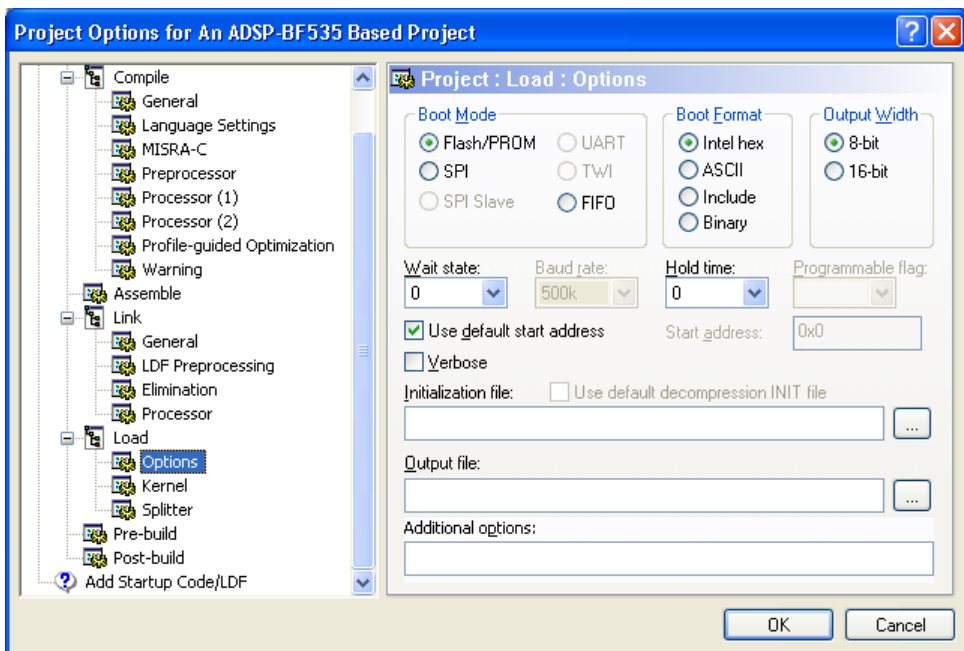 Project Options for An ADSP-BF535 Based Project
Compile
General
Language Settings
MISRA-C
Preprocessor
Processor (1)
Processor (2)
Profile-guided Optimization
Warning
Assemble
Link
General
LDF Preprocessing
Elimination
Processor
Load
Options
Kernel
Splitter
Pre-build
Post-build
Add Startup Code/LDF
Project : Load : Options
Boot Mode
Flash/PROM UART
SPI TWI
SPI Slave FIFO
Boot Format
Intel hex
ASCII
Include
Binary
Output Width
8-bit
16-bit
Wait state: Baud rate: Hold time: Programmable flag:
0 500k 0
Use default start address Start address: 0x0
Verbose
Initialization file: Use default decompression INIT file
...
Output file:
...
Additional options:
OK Cancel